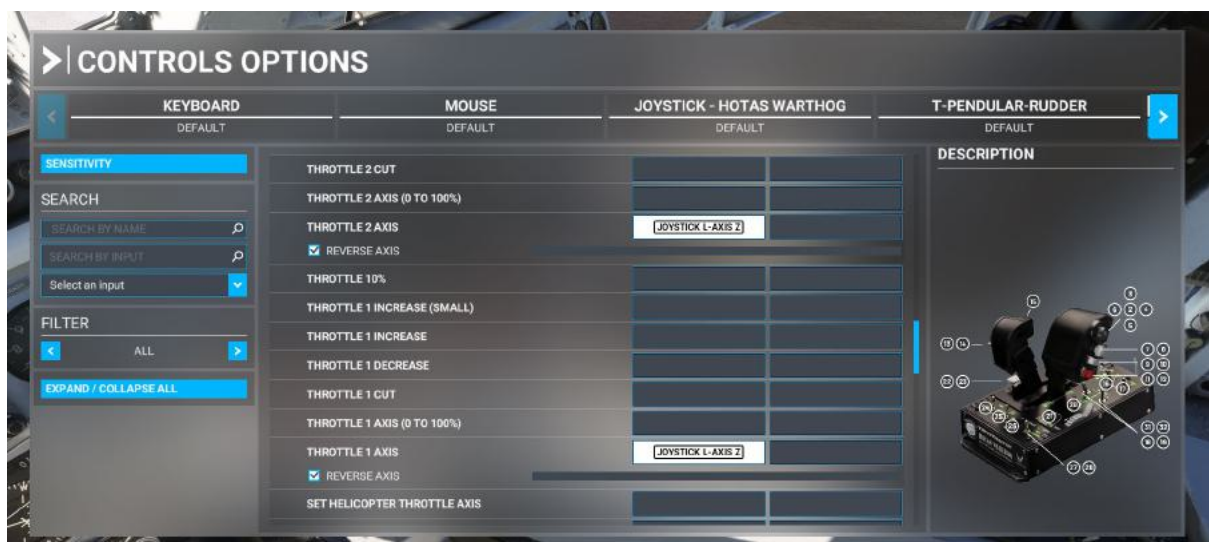 CONTROLS OPTIONS
KEYBOARD
DEFAULT
MOUSE
DEFAULT
JOYSTICK - HOTAS WARTHOG
DEFAULT
T-PENDULAR-RUDDER
DEFAULT
SENSITIVITY
SEARCH
SEARCH BY NAME
SEARCH BY INPUT
Select an input
FILTER
ALL
EXPAND / COLLAPSE ALL
THROTTLE 2 CUT
THROTTLE 2 AXIS (0 TO 100%)
THROTTLE 2 AXIS JOYSTICK L-AXIS Z
REVERSE AXIS
THROTTLE 10%
THROTTLE 1 INCREASE (SMALL)
THROTTLE 1 INCREASE
THROTTLE 1 DECREASE
THROTTLE 1 CUT
THROTTLE 1 AXIS (0 TO 100%)
THROTTLE 1 AXIS JOYSTICK L-AXIS Z
REVERSE AXIS
SET HELICOPTER THROTTLE AXIS
DESCRIPTION